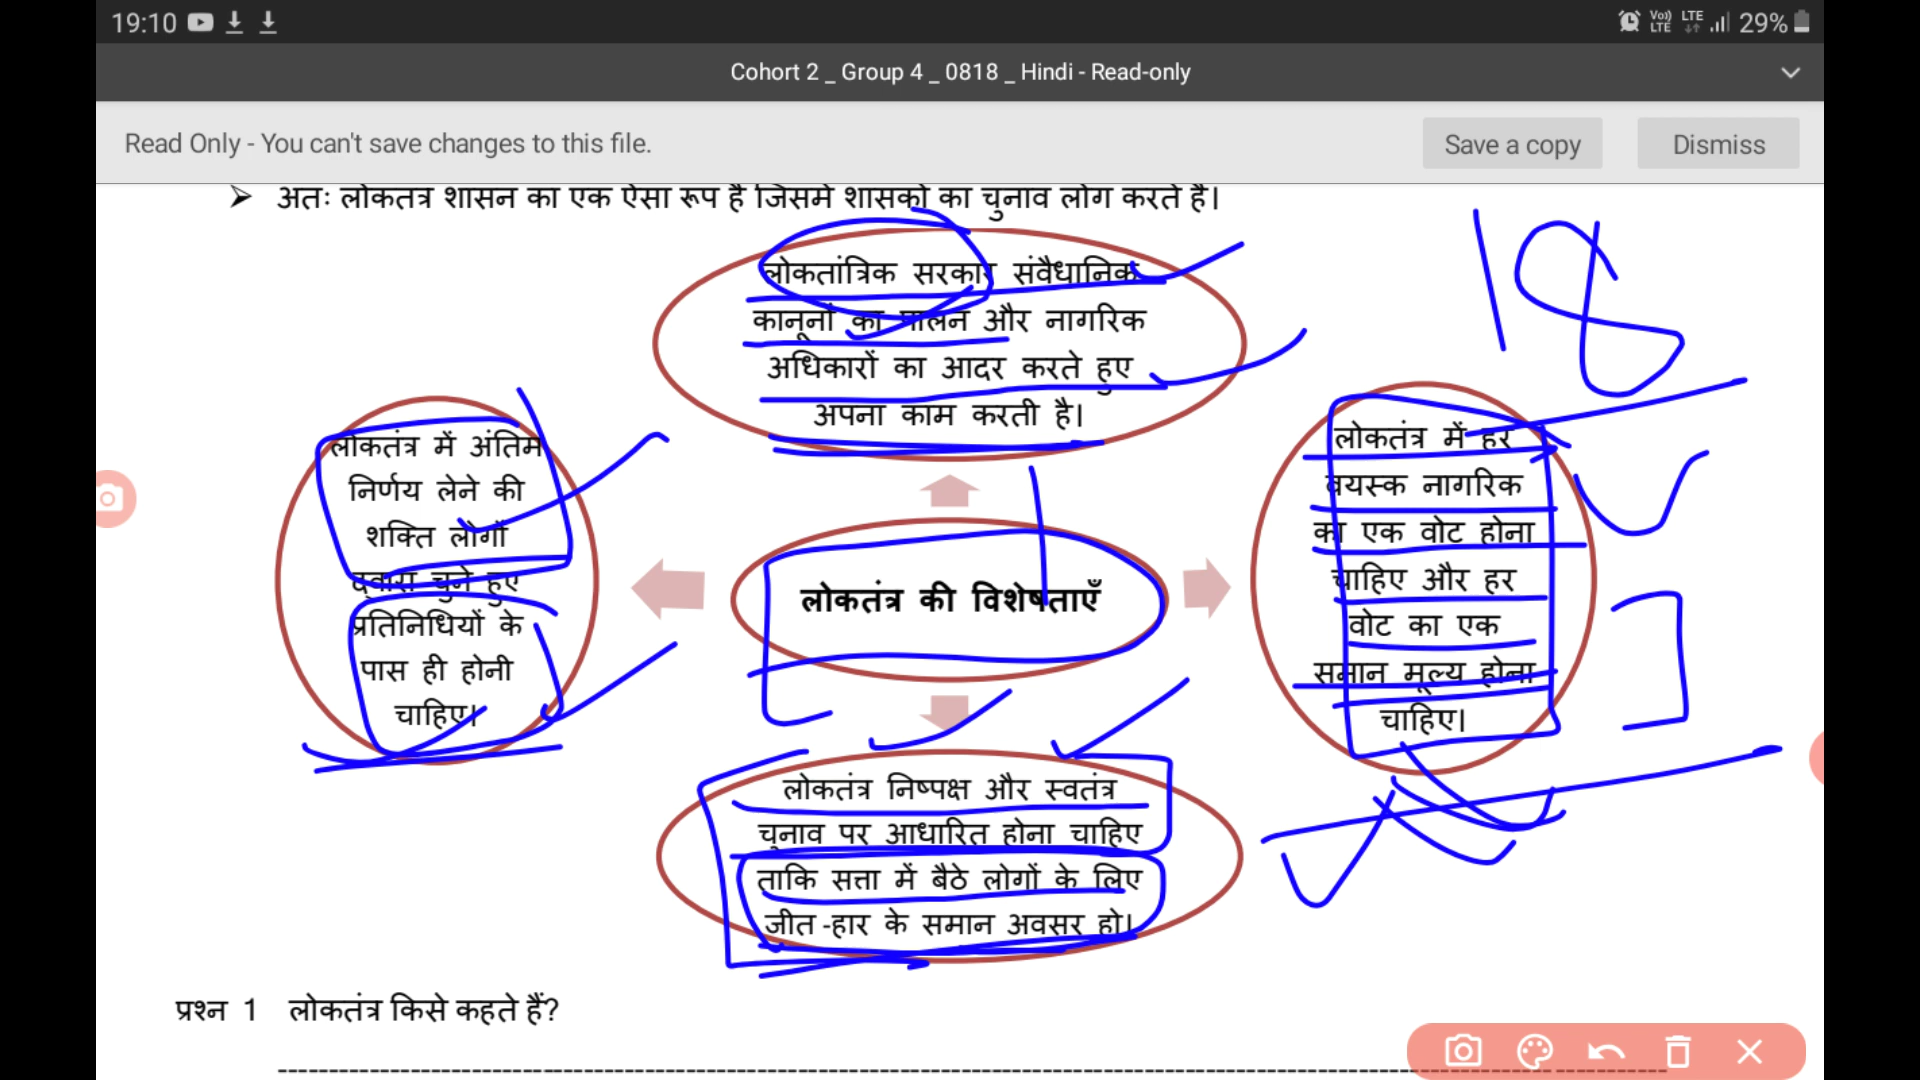 19:10
Vo)) LTE LTE 29%
Cohort 2 _ Group 4 _ 0818 _ Hindi - Read-only
Read Only - You can't save changes to this file.
Save a copy
Dismiss
➢ अतः लोकतंत्र शासन का एक ऐसा रूप है जिसमें शासकों का चुनाव लोग करते हैं।
18
लोकतांत्रिक सरकार संवैधानिक
कानूनों का पालन और नागरिक
अधिकारों का आदर करते हुए
अपना काम करती है।
लोकतंत्र में अंतिम
निर्णय लेने की
शक्ति लोगों
द्वारा चुने हुए
प्रतिनिधियों के
पास ही होनी
चाहिए।
लोकतंत्र की विशेषताएँ
लोकतंत्र में हर
वयस्क नागरिक
का एक वोट होना
चाहिए और हर
वोट का एक
समान मूल्य होना
चाहिए।
लोकतंत्र निष्पक्ष और स्वतंत्र
चुनाव पर आधारित होना चाहिए
ताकि सत्ता में बैठे लोगों के लिए
जीत -हार के समान अवसर हो।
प्रश्न 1 लोकतंत्र किसे कहते हैं?